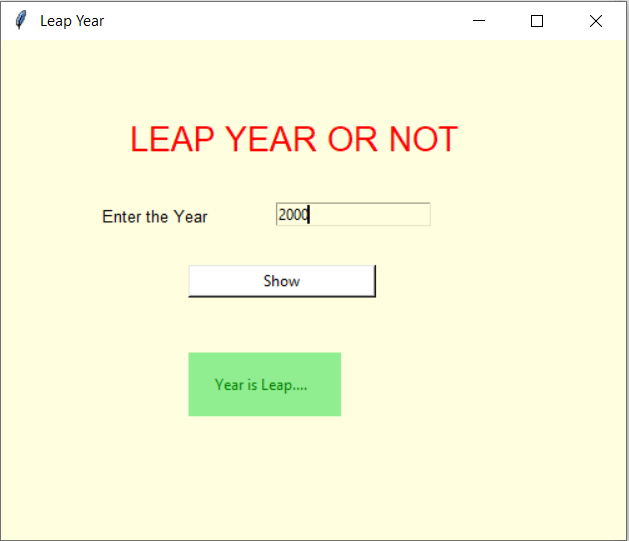 Leap Year
LEAP YEAR OR NOT
Enter the Year
2000
Show
Year is Leap....